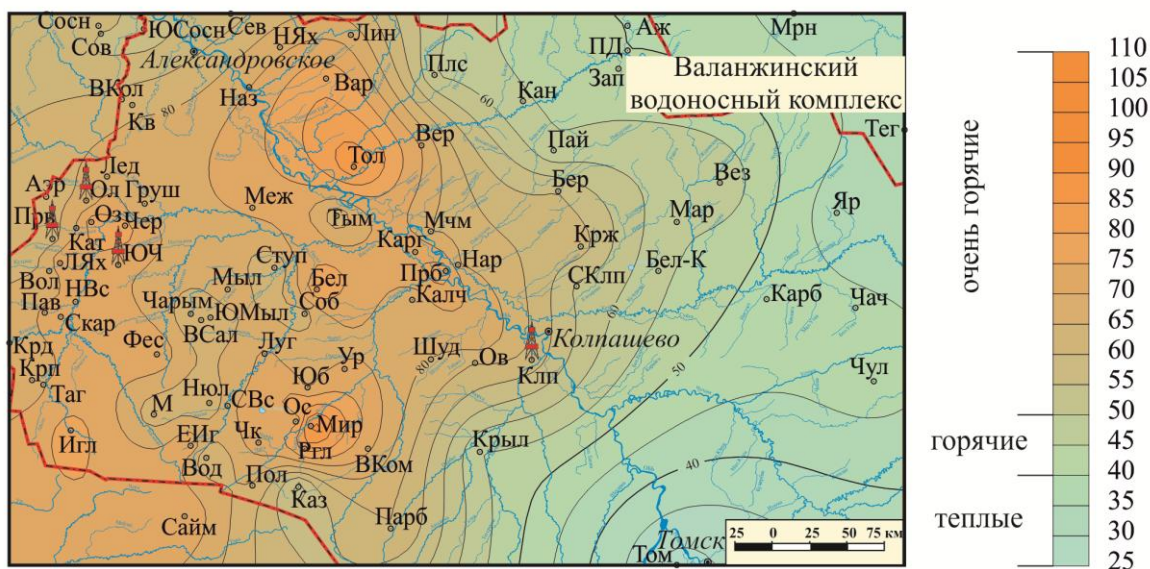 Сосн
Сов
ЮСосн
Сев
НЯх
Лин
Александровское
Плс
Аж
ПД
Зап
Мрн
Валанжинский
водоносный комплекс
ВКол
Кв
80
Наз
Вар
60
Кан
Тег
Вер
Пай
Тол
Лед
Аэр
Ол
Груш
Меж
Бер
Вез
Прв
Оз
Чер
Тым
Мчм
Мар
Яр
Кат
ЮЧ
Карг
Крж
ЛЯх
Ступ
Прб
Нар
Бел-К
Вол
НВс
Мыл
Бел
СКлп
Пав
Чарым
ЮМыл
Соб
Калч
Карб
Чач
Скар
ВСал
60
Колпашево
Крд
Фес
Луг
Шуд
Ов
Клп
80
50
Крп
Таг
Ур
Юб
Чул
Нюл
СВс
М
Ос
Мир
Игл
ЕИг
Чк
Ргл
ВКом
Крыл
Вод
Пол
40
Каз
Сайм
Парб
Томск
Том
25 0 25 50 75 км
очень горячие
горячие
теплые
110
105
100
95
90
85
80
75
70
65
60
55
50
45
40
35
30
25